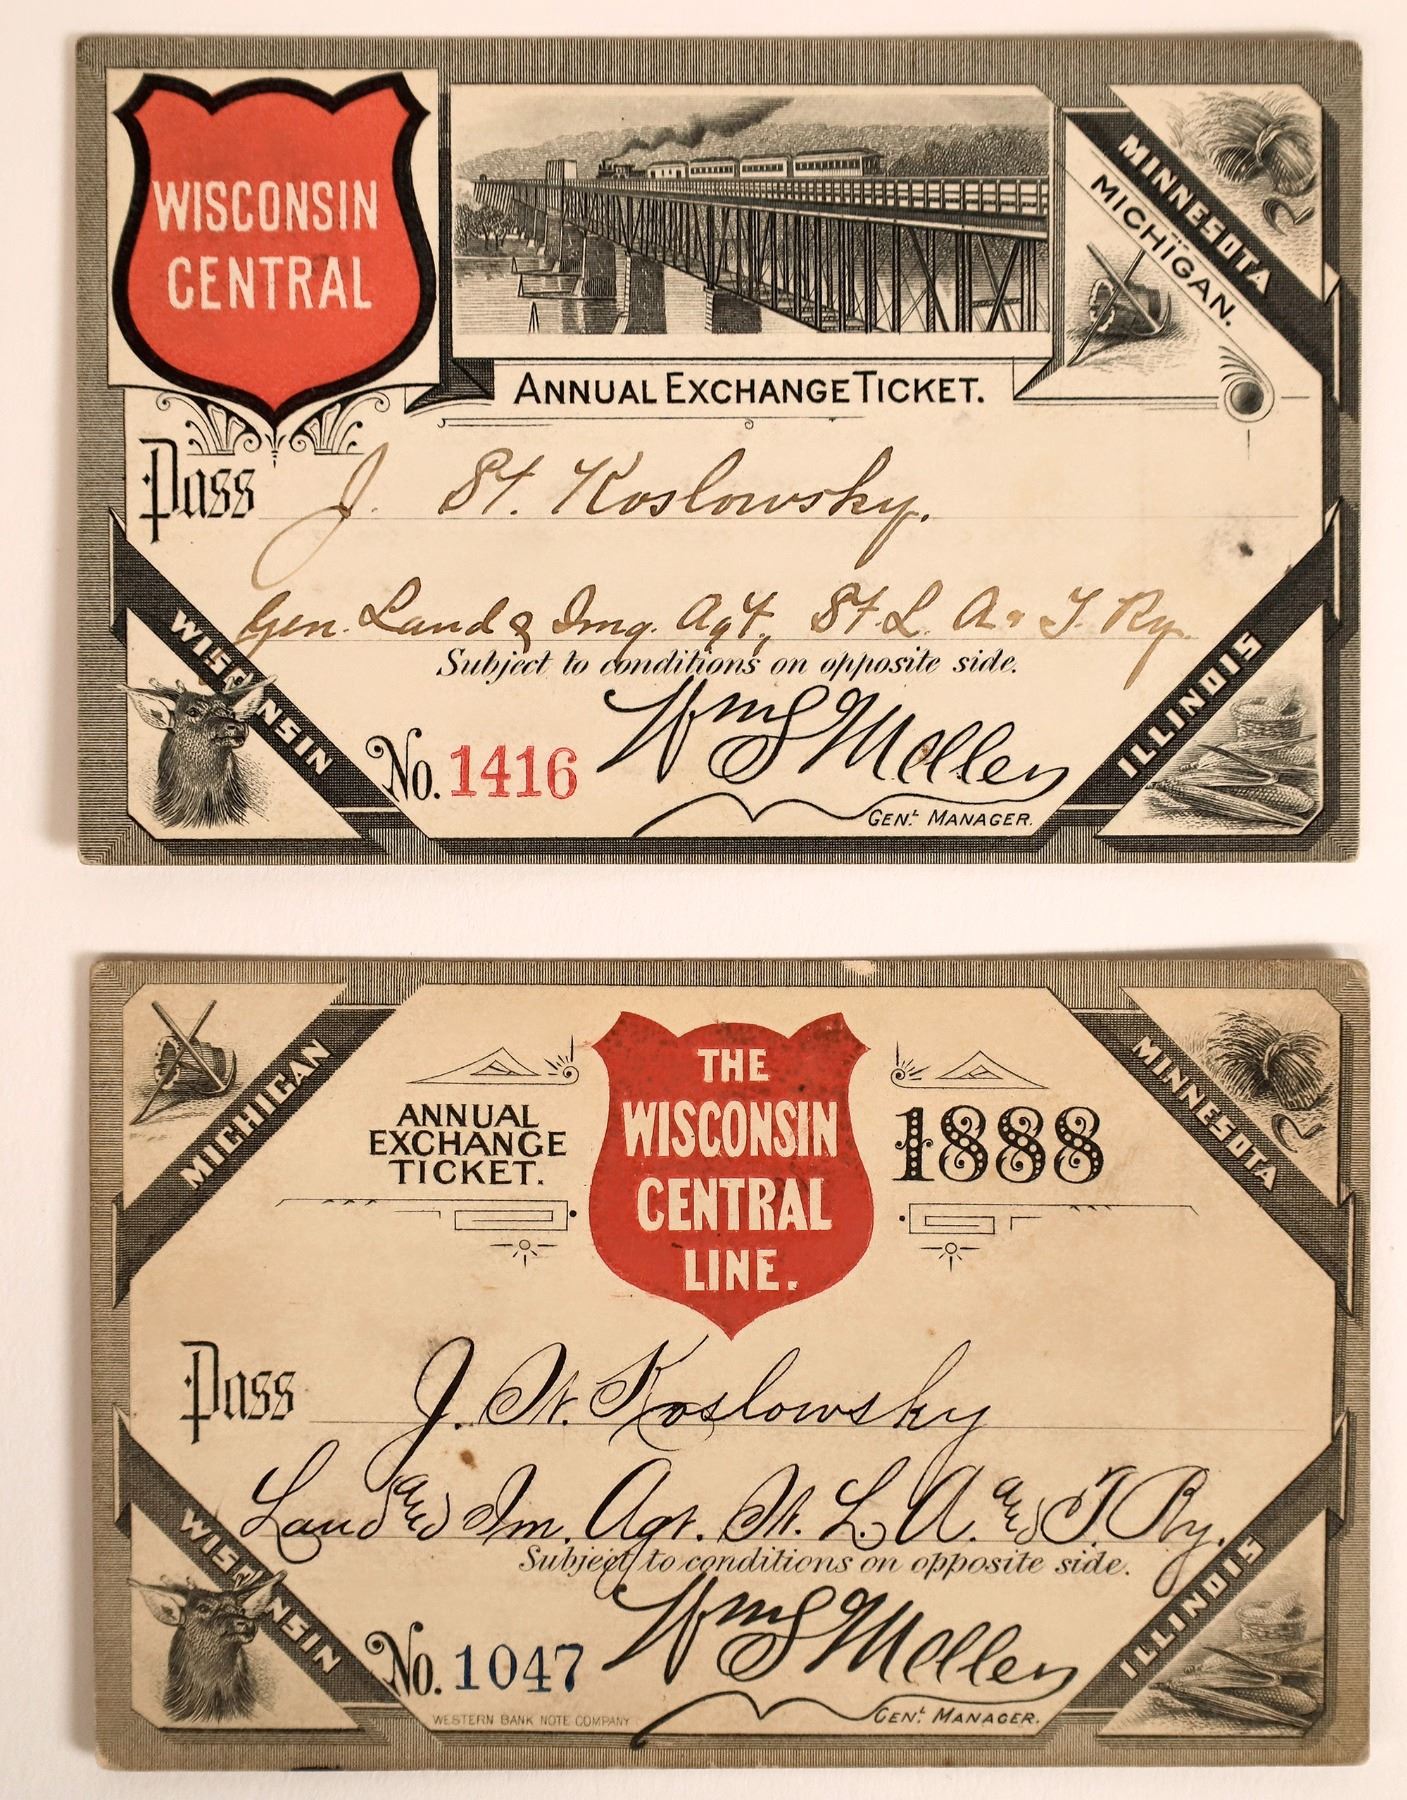 WISCONSIN
CENTRAL
MINNESOTA
MICHIGAN.
ANNUAL EXCHANGE TICKET.
Pass J. St. Koslowsky.
Gen. Land & Img. Agt., St. L. A. & T. Ry.
Subject to conditions on opposite side.
WISCONSIN
ILLINOIS
No. 1416
Wm S Mellen
GEN'L MANAGER.
MICHIGAN
MINNESOTA
ANNUAL
EXCHANGE
TICKET.
THE
WISCONSIN
CENTRAL
LINE.
1888
Pass J. St. Koslowsky
Land and Im. Agt. St. L. A. and T. Ry.
Subject to conditions on opposite side.
WISCONSIN
ILLINOIS
No. 1047
Wm S Mellen
WESTERN BANK NOTE COMPANY
GEN'L MANAGER.